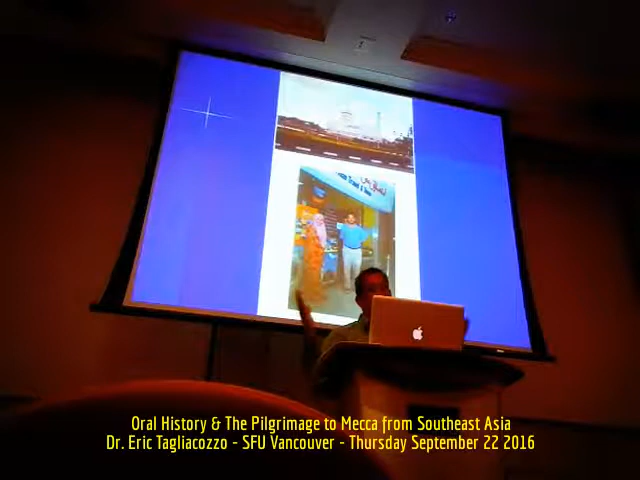 Oral History & The Pilgrimage to Mecca from Southeast Asia
Dr. Eric Tagliacozzo - SFU Vancouver - Thursday September 22 2016